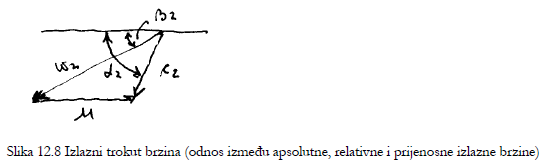 β2
w2
α2
c2
u
Slika 12.8 Izlazni trokut brzina (odnos između apsolutne, relativne i prijenosne izlazne brzine)